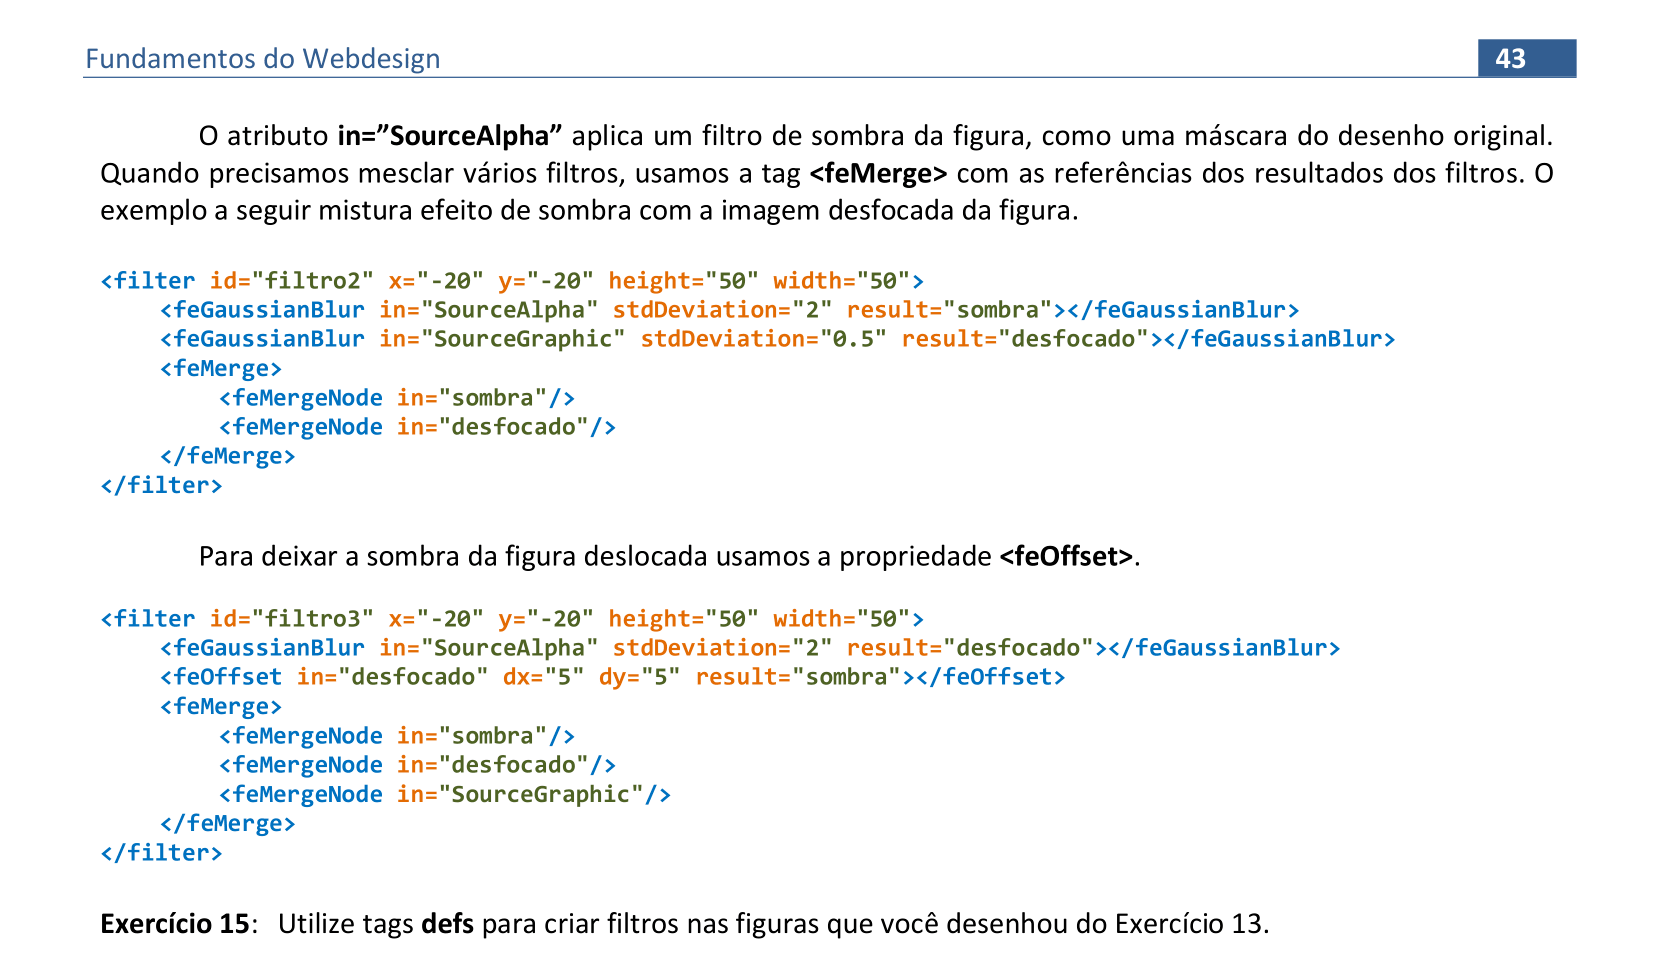 Fundamentos do Webdesign 43
O atributo in=”SourceAlpha” aplica um filtro de sombra da figura, como uma máscara do desenho original.
Quando precisamos mesclar vários filtros, usamos a tag <feMerge> com as referências dos resultados dos filtros. O
exemplo a seguir mistura efeito de sombra com a imagem desfocada da figura.
<filter id="filtro2" x="-20" y="-20" height="50" width="50">
<feGaussianBlur in="SourceAlpha" stdDeviation="2" result="sombra"></feGaussianBlur>
<feGaussianBlur in="SourceGraphic" stdDeviation="0.5" result="desfocado"></feGaussianBlur>
<feMerge>
<feMergeNode in="sombra"/>
<feMergeNode in="desfocado"/>
</feMerge>
</filter>
Para deixar a sombra da figura deslocada usamos a propriedade <feOffset>.
<filter id="filtro3" x="-20" y="-20" height="50" width="50">
<feGaussianBlur in="SourceAlpha" stdDeviation="2" result="desfocado"></feGaussianBlur>
<feOffset in="desfocado" dx="5" dy="5" result="sombra"></feOffset>
<feMerge>
<feMergeNode in="sombra"/>
<feMergeNode in="desfocado"/>
<feMergeNode in="SourceGraphic"/>
</feMerge>
</filter>
Exercício 15: Utilize tags defs para criar filtros nas figuras que você desenhou do Exercício 13.